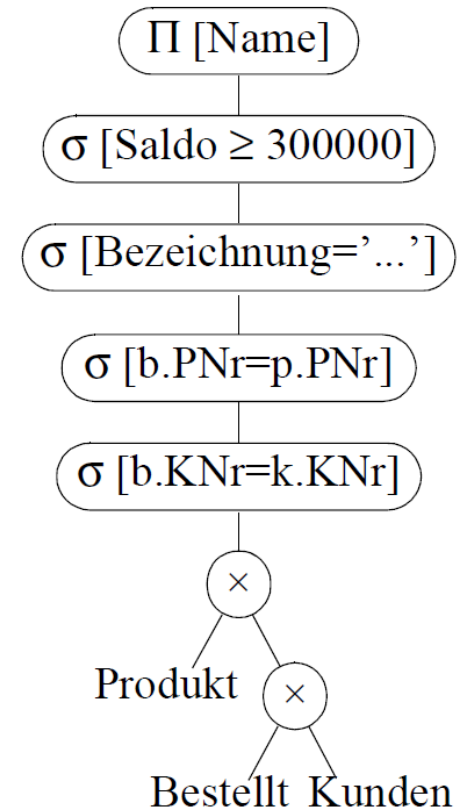 Π [Name]
σ [Saldo ≥ 300000]
σ [Bezeichnung=’...’]
σ [b.PNr=p.PNr]
σ [b.KNr=k.KNr]
×
Produkt
×
Bestellt Kunden